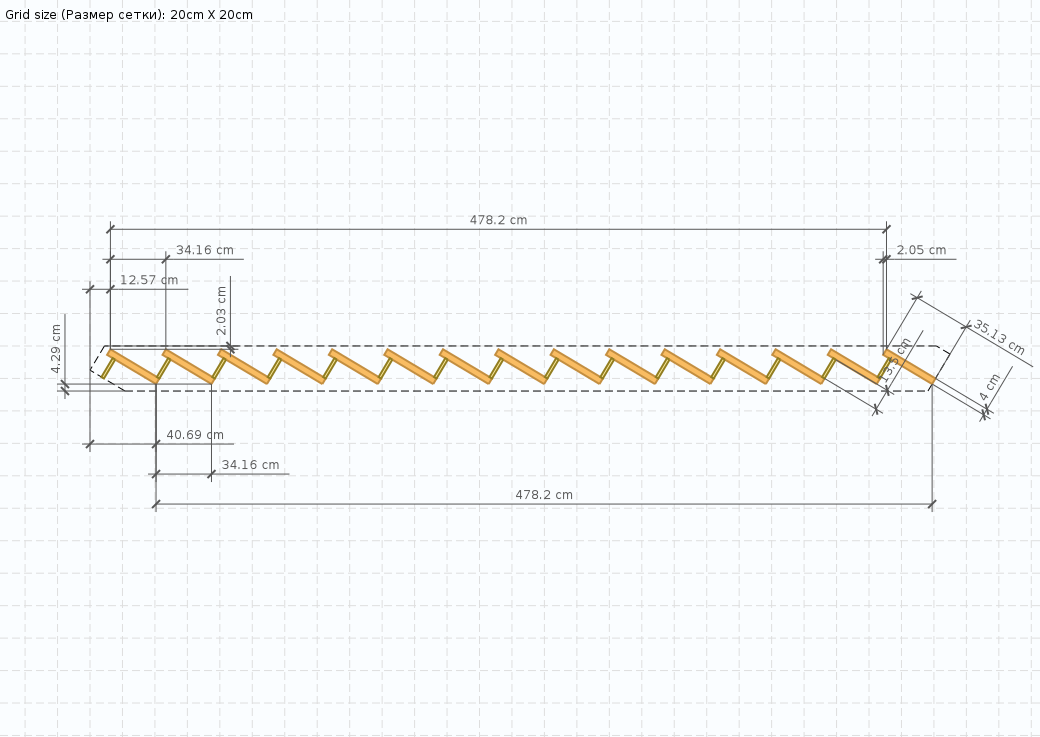 Grid size (Размер сетки): 20cm X 20cm
478.2 cm
34.16 cm
2.05 cm
12.57 cm
2.03 cm
4.29 cm
35.13 cm
4 cm
40.69 cm
34.16 cm
478.2 cm